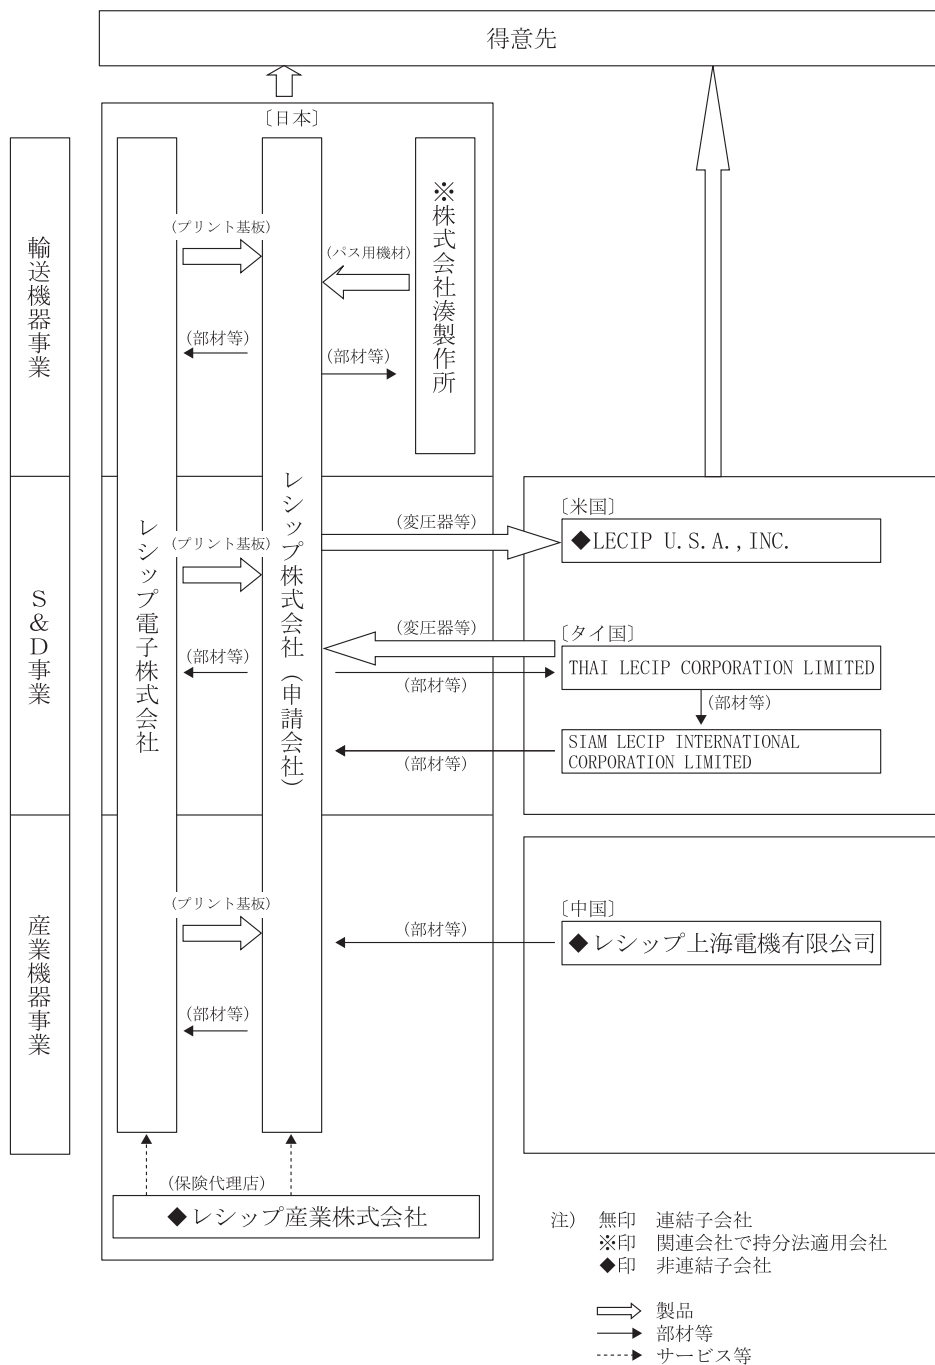 得意先
〔日本〕
輸送機器事業
(プリント基板)
(部材等)
(バス用機材)
(部材等)
※株式会社湊製作所
S&D事業
レシップ電子株式会社
(プリント基板)
(部材等)
レシップ株式会社（申請会社）
(変圧器等)
〔米国〕
◆LECIP U.S.A.,INC.
(変圧器等)
(部材等)
〔タイ国〕
THAI LECIP CORPORATION LIMITED
(部材等)
(部材等)
SIAM LECIP INTERNATIONAL
CORPORATION LIMITED
産業機器事業
(プリント基板)
(部材等)
(部材等)
〔中国〕
◆レシップ上海電機有限公司
(保険代理店)
◆レシップ産業株式会社
注） 無印 連結子会社
※印 関連会社で持分法適用会社
◆印 非連結子会社
製品
部材等
サービス等